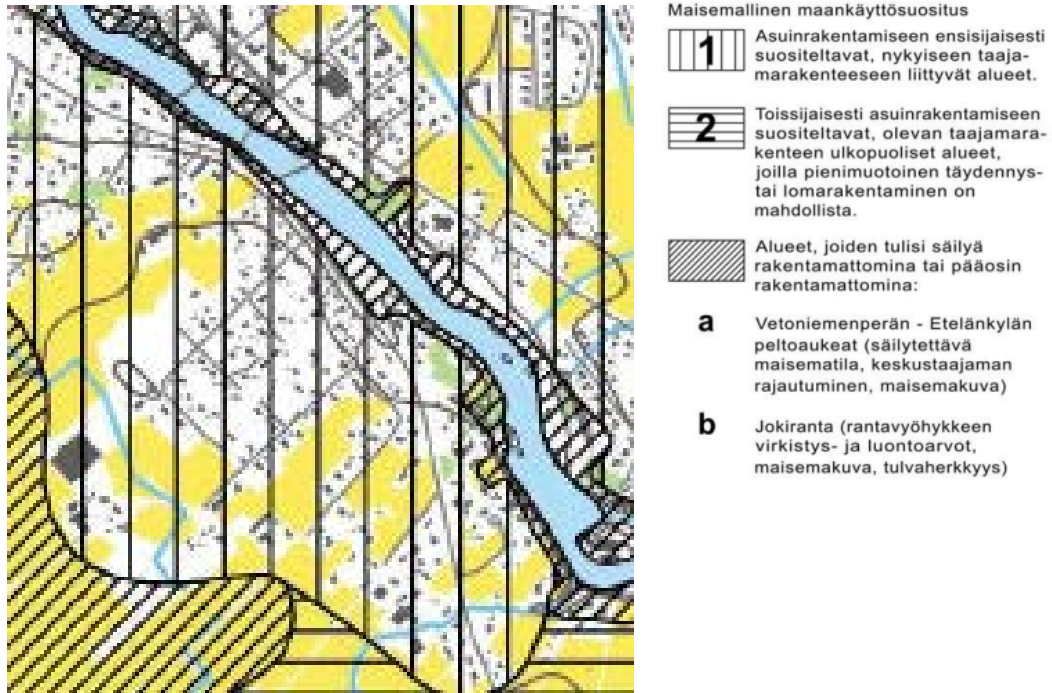 Maisemallinen maankäyttösuositus
1
Asuinrakentamiseen ensisijaisesti
suositeltavat, nykyiseen taaja-
marakenteeseen liittyvät alueet.
2
Toissijaisesti asuinrakentamiseen
suositeltavat, olevan taajamara-
kenteen ulkopuoliset alueet,
joilla pienimuotoinen täydennys-
tai lomarakentaminen on
mahdollista.
Alueet, joiden tulisi säilyä
rakentamattomina tai pääosin
rakentamattomina:
a
Vetoniemenperän - Etelänkylän
peltoaukeat (säilytettävä
maisematila, keskustaajaman
rajautuminen, maisemakuva)
b
Jokiranta (rantavyöhykkeen
virkistys- ja luontoarvot,
maisemakuva, tulvaherkkyys)